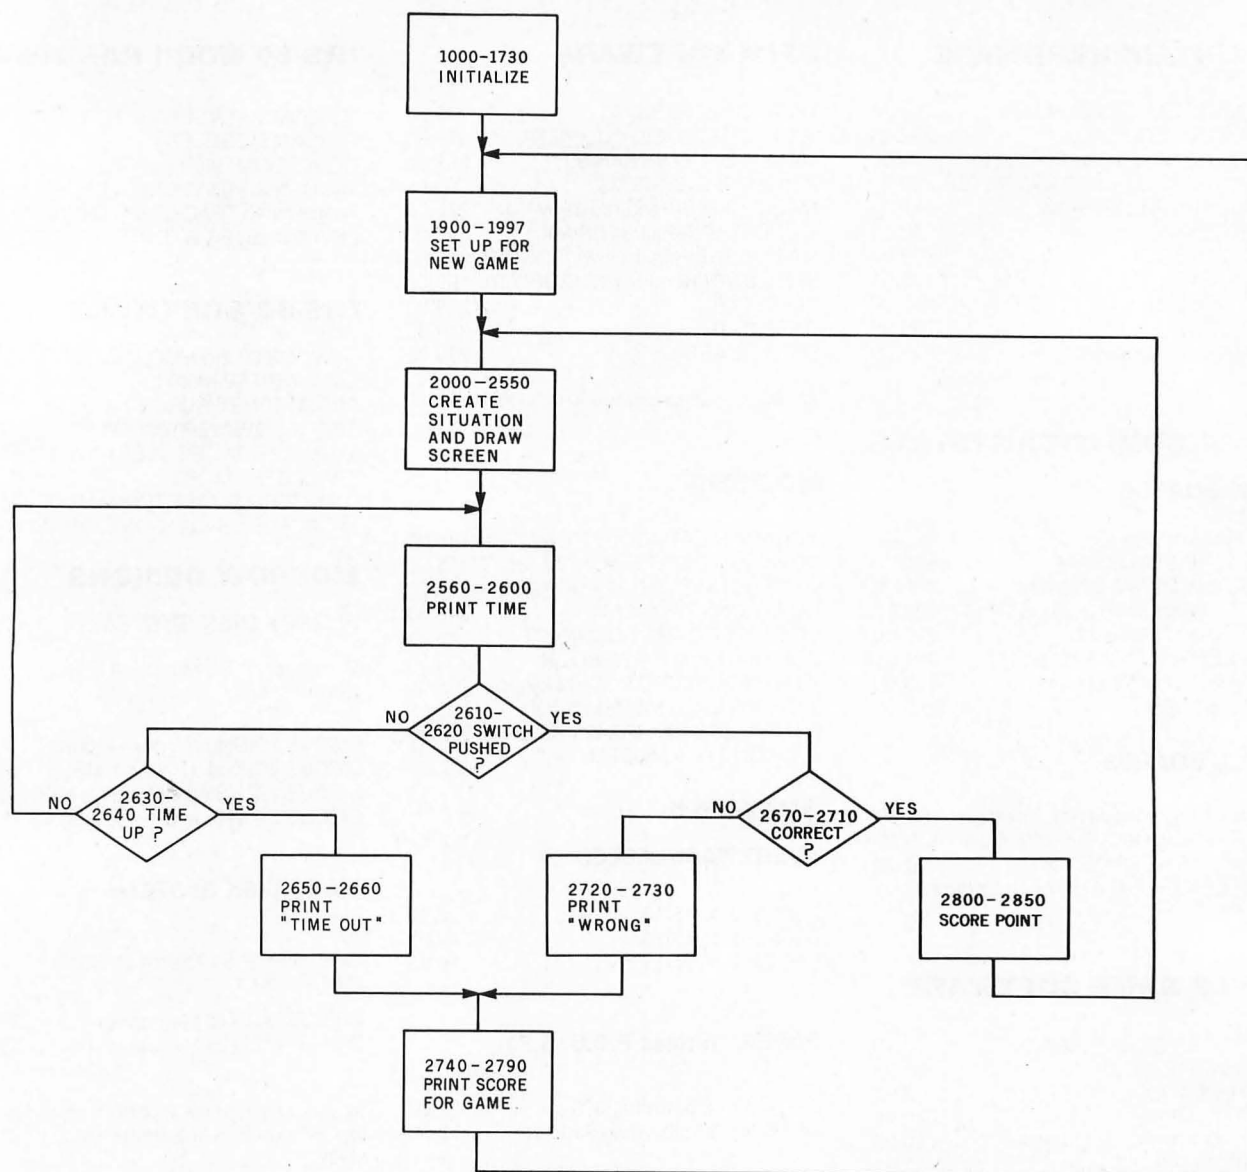 1000-1730
INITIALIZE
1900-1997
SET UP FOR
NEW GAME
2000-2550
CREATE
SITUATION
AND DRAW
SCREEN
2560-2600
PRINT TIME
NO
2610-
2620 SWITCH
PUSHED
?
YES
NO
2630-
2640 TIME
UP ?
YES
NO
2670-2710
CORRECT
?
YES
2650-2660
PRINT
"TIME OUT"
2720-2730
PRINT
"WRONG"
2800-2850
SCORE POINT
2740-2790
PRINT SCORE
FOR GAME